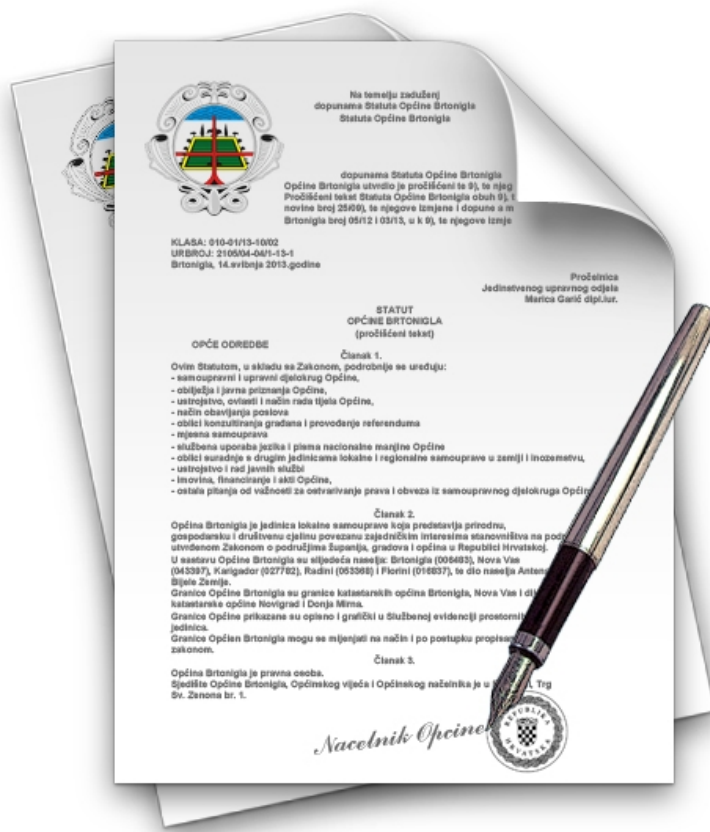 Na temelju zaduženj
dopunama Statuta Općine Brtonigla
Statuta Općine Brtonigla
dopunama Statuta Općine Brtonigla
Općine Brtonigla utvrdio je pročišćeni te 9), te njeg
Pročišćeni tekst Statuta Općine Brtonigla obuh 9), t
novine broj 25/09), te njegove izmjene i dopune a m
Brtonigla broj 05/12 i 03/13, u k 9), te njegove izmje
KLASA: 010-01/13-10/02
URBROJ: 2105/04-04/1-13-1
Brtonigla, 14.svibnja 2013.godine
Pročelnica
Jedinstvenog upravnog odjela
Marica Garić dipl.iur.
STATUT
OPĆINE BRTONIGLA
(pročišćeni tekst)
OPĆE ODREDBE
Članak 1.
Ovim Statutom, u skladu sa Zakonom, podrobnije se uređuju:
- samoupravni i upravni djelokrug Općine,
- obilježja i javna priznanja Općine,
- ustrojstvo, ovlasti i način rada tijela Općine,
- način obavljanja poslova
- oblici konzultiranja građana i provođenje referenduma
- mjesna samouprava
- službena uporaba jezika i pisma nacionalne manjine Općine
- oblici suradnje s drugim jedinicama lokalne i regionalne samouprave u zemlji i inozemstvu,
- ustrojstvo i rad javnih službi
- imovina, financiranje i akti Općine,
- ostala pitanja od važnosti za ostvarivanje prava i obveza iz samoupravnog djelokruga Općin
Članak 2.
Općina Brtonigla je jedinica lokalne samouprave koja predstavlja prirodnu,
gospodarsku i društvenu cjelinu povezanu zajedničkim interesima stanovništva na podr
utvrđenom Zakonom o područjima županija, gradova i općina u Republici Hrvatskoj.
U sastavu Općine Brtonigla su slijedeća naselja: Brtonigla (006483), Nova Vas
(043397), Karigador (027782), Radini (053368) i Fiorini (016837), te dio naselja Anteno
Bijele Zemlje.
Granice Općine Brtonigla su granice katastarskih općina Brtonigla, Nova Vas i di
katastarske općine Novigrad i Donja Mirna.
Granice Općine prikazane su opisno i grafički u Službenoj evidenciji prostornih
jedinica.
Granice Općien Brtonigla mogu se mijenjati na način i po postupku propisan
zakonom.
Članak 3.
Općina Brtonigla je pravna osoba.
Sjedište Općine Brtonigla, Općinskog vijeća i Općinskog načelnika je u Trg
Sv. Zenona br. 1.
Nacelnik Opcine
REPUBLIKA
HRVATSKA